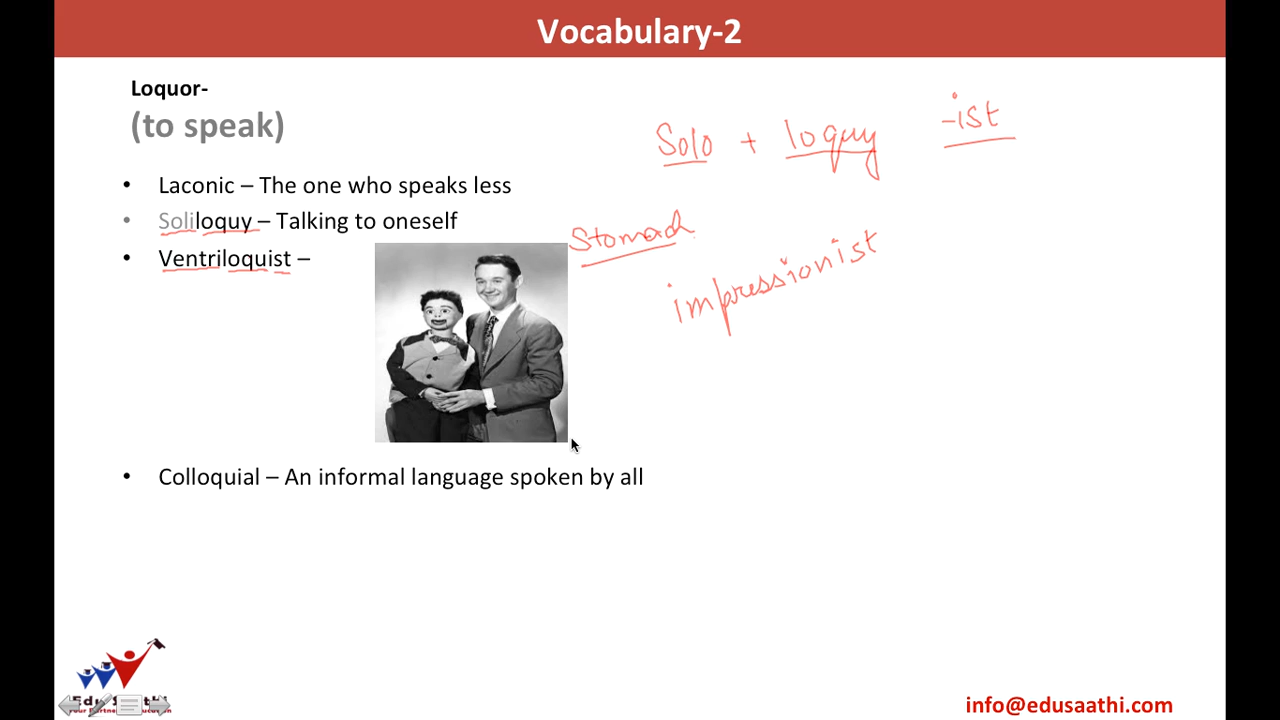 Vocabulary-2
Loquor-
(to speak)
Solo + loquy -ist
• Laconic – The one who speaks less
• Soliloquy – Talking to oneself
Stomach
• Ventriloquist –
impressionist
• Colloquial – An informal language spoken by all
info@edusaathi.com